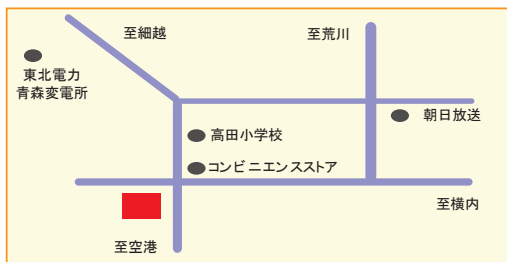 至細越
至荒川
東北電力
青森変電所
朝日放送
高田小学校
コンビニエンスストア
至横内
至空港